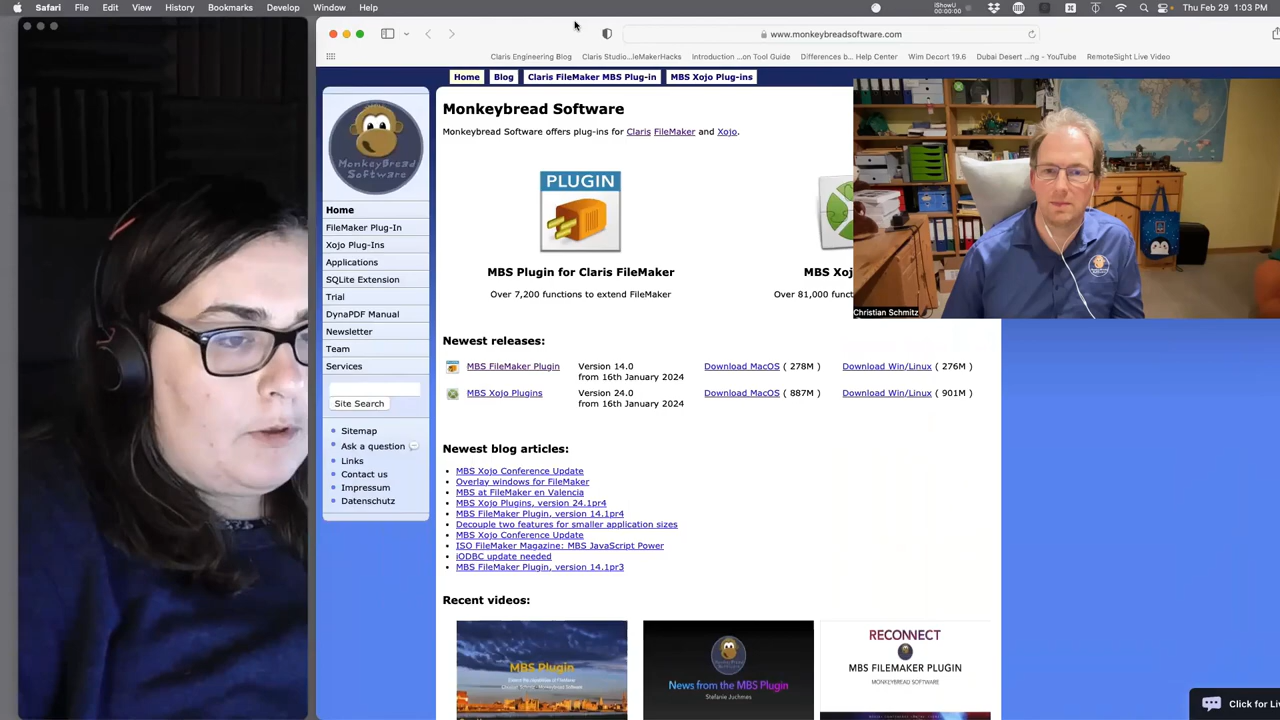 Safari File Edit View History Bookmarks Window Help
iShowU
Thu Feb 29 1:03 PM
www.monkeybreadsoftware.com
Claris Engineering Blog Claris Studio...leMakerHacks Introduction ...on Tool Guide Differences b... Help Center Wim Decort 19.6 Dubai Desert ...ng - YouTube RemoteSight Live Video
Home Blog Claris FileMaker MBS Plug-in MBS Xojo Plug-ins
MONKEYBREAD
SOFTWARE
Home
FileMaker Plug-In
Xojo Plug-Ins
Applications
SQLite Extension
Trial
DynaPDF Manual
Newsletter
Team
Services
Site Search
Sitemap
Ask a question
Links
Contact us
Impressum
Datenschutz
Monkeybread Software
Monkeybread Software offers plug-ins for Claris FileMaker and Xojo.
PLUGIN
MBS Plugin for Claris FileMaker
Over 7,200 functions to extend FileMaker
MBS Xoj
Over 81,000 funct
Christian Schmitz
Newest releases:
MBS FileMaker Plugin Version 14.0 Download MacOS ( 278M ) Download Win/Linux ( 276M )
from 16th January 2024
MBS Xojo Plugins Version 24.0 Download MacOS ( 887M ) Download Win/Linux ( 901M )
from 16th January 2024
Newest blog articles:
MBS Xojo Conference Update
Overlay windows for FileMaker
MBS at FileMaker en Valencia
MBS Xojo Plugins, version 24.1pr4
MBS FileMaker Plugin, version 14.1pr4
Decouple two features for smaller application sizes
MBS Xojo Conference Update
ISO FileMaker Magazine: MBS JavaScript Power
iODBC update needed
MBS FileMaker Plugin, version 14.1pr3
Recent videos:
MBS Plugin
News from the MBS Plugin
Stefanie Juchmes
RECONNECT
MBS FILEMAKER PLUGIN
MONKEYBREAD SOFTWARE
Click for Li